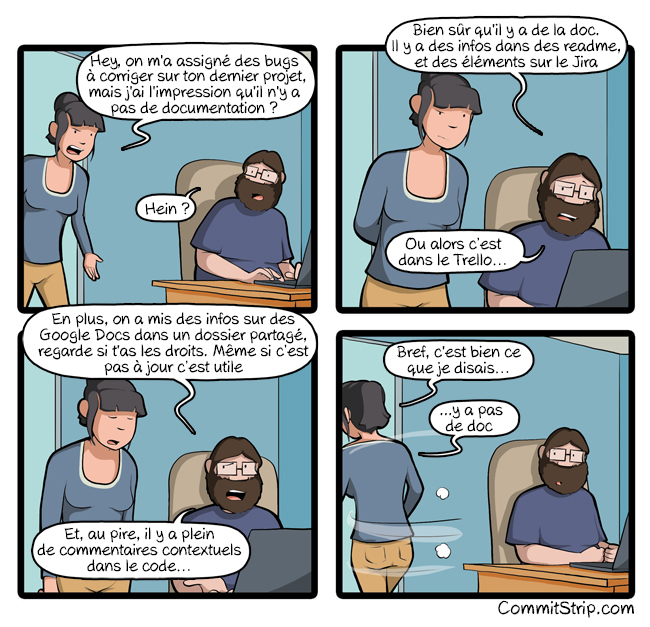 Hey, on m'a assigné des bugs
à corriger sur ton dernier projet,
mais j'ai l'impression qu'il n'y a
pas de documentation ?
Hein ?
Bien sûr qu'il y a de la doc.
Il y a des infos dans des readme,
et des éléments sur le Jira
Ou alors c'est
dans le Trello...
En plus, on a mis des infos sur des
Google Docs dans un dossier partagé,
regarde si t'as les droits. Même si c'est
pas à jour c'est utile
Et, au pire, il y a plein
de commentaires contextuels
dans le code...
Bref, c'est bien ce
que je disais...
...y a pas
de doc
CommitStrip.com